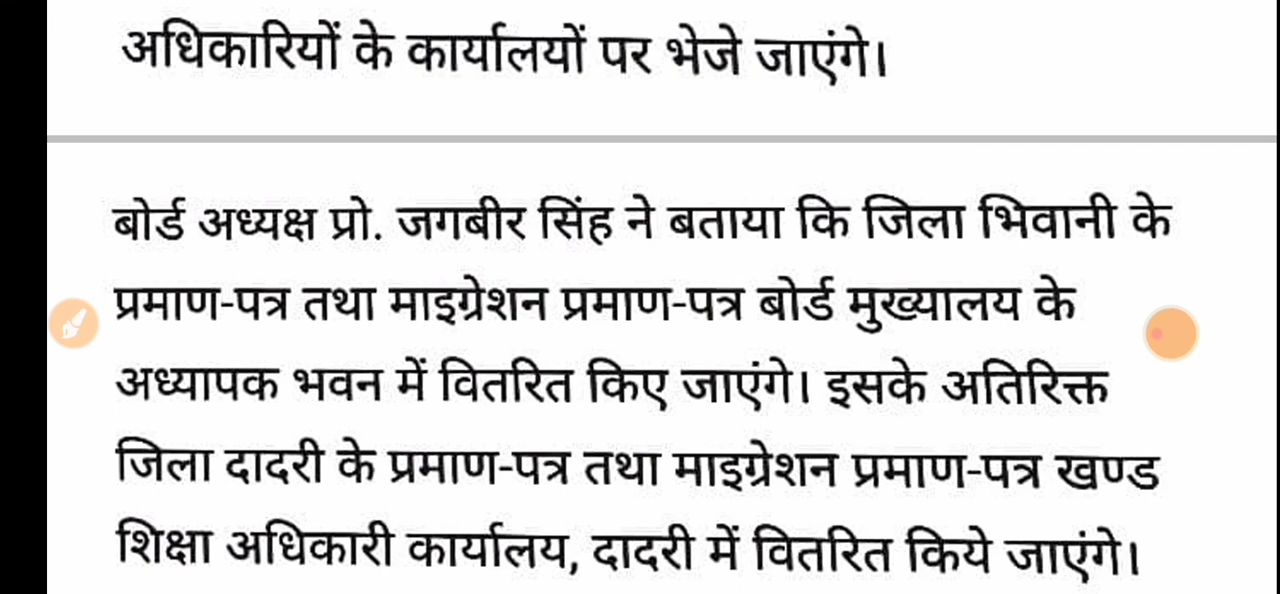 अधिकारियों के कार्यालयों पर भेजे जाएंगे।
बोर्ड अध्यक्ष प्रो. जगबीर सिंह ने बताया कि जिला भिवानी के
प्रमाण-पत्र तथा माइग्रेशन प्रमाण-पत्र बोर्ड मुख्यालय के
अध्यापक भवन में वितरित किए जाएंगे। इसके अतिरिक्त
जिला दादरी के प्रमाण-पत्र तथा माइग्रेशन प्रमाण-पत्र खण्ड
शिक्षा अधिकारी कार्यालय, दादरी में वितरित किये जाएंगे।